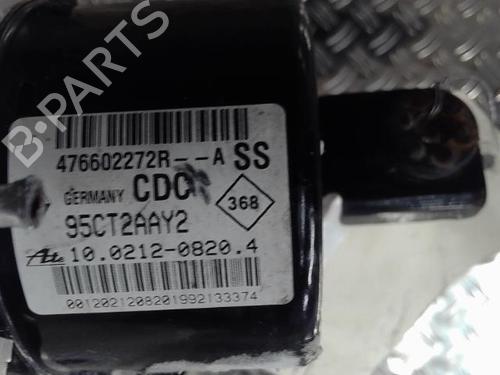 B-PARTS
476602272R--A SS
GERMANY CDC
368
95CT2AAY2
Ate 10.0212-0820.4
00120212082019921333​74